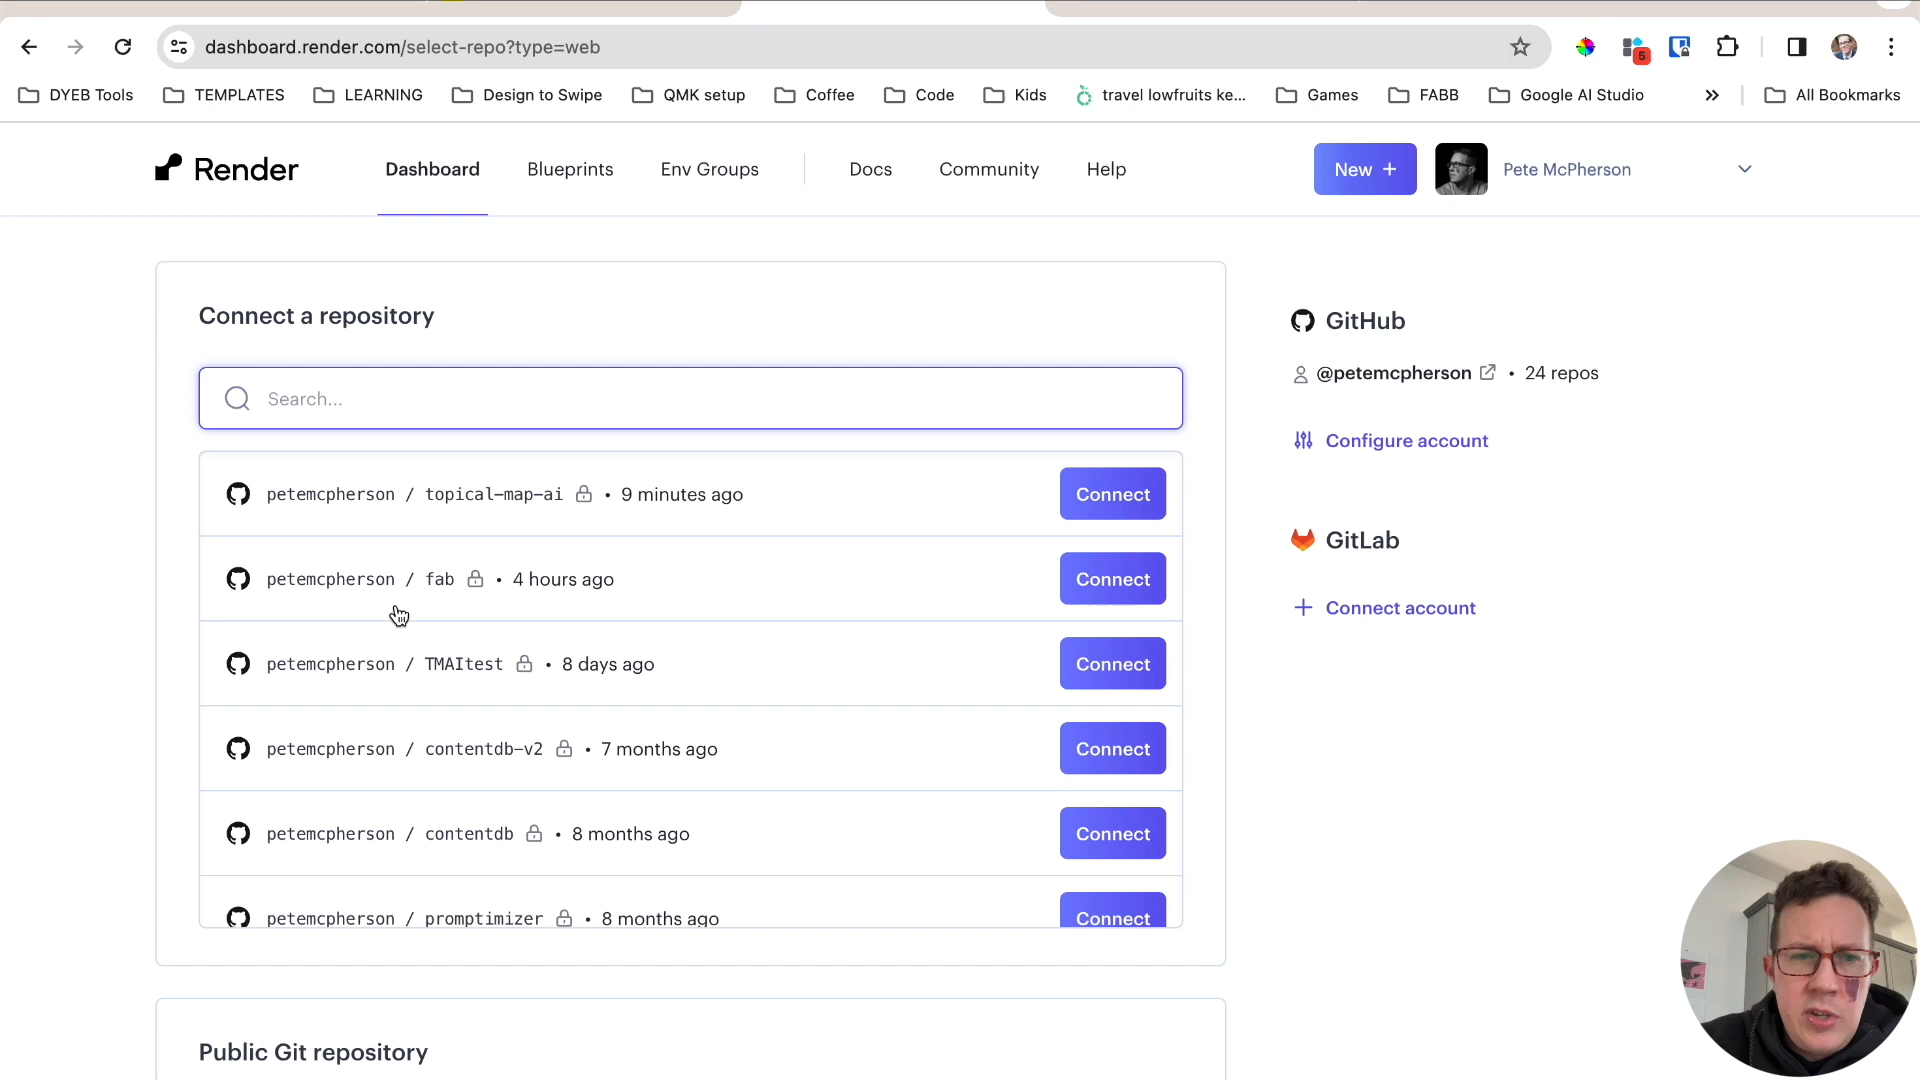 dashboard.render.com/select-repo?type=web
5
DYEB Tools TEMPLATES LEARNING Design to Swipe QMK setup Coffee Code Kids travel lowfruits ke... Games FABB Google AI Studio » All Bookmarks
Render Dashboard Blueprints Env Groups Docs Community Help New + Pete McPherson
Connect a repository
Search...
petemcpherson / topical-map-ai • 9 minutes ago Connect
petemcpherson / fab • 4 hours ago Connect
petemcpherson / TMAItest • 8 days ago Connect
petemcpherson / contentdb-v2 • 7 months ago Connect
petemcpherson / contentdb • 8 months ago Connect
petemcpherson / promptimizer • 8 months ago Connect
GitHub
@petemcpherson • 24 repos
Configure account
GitLab
+ Connect account
Public Git repository